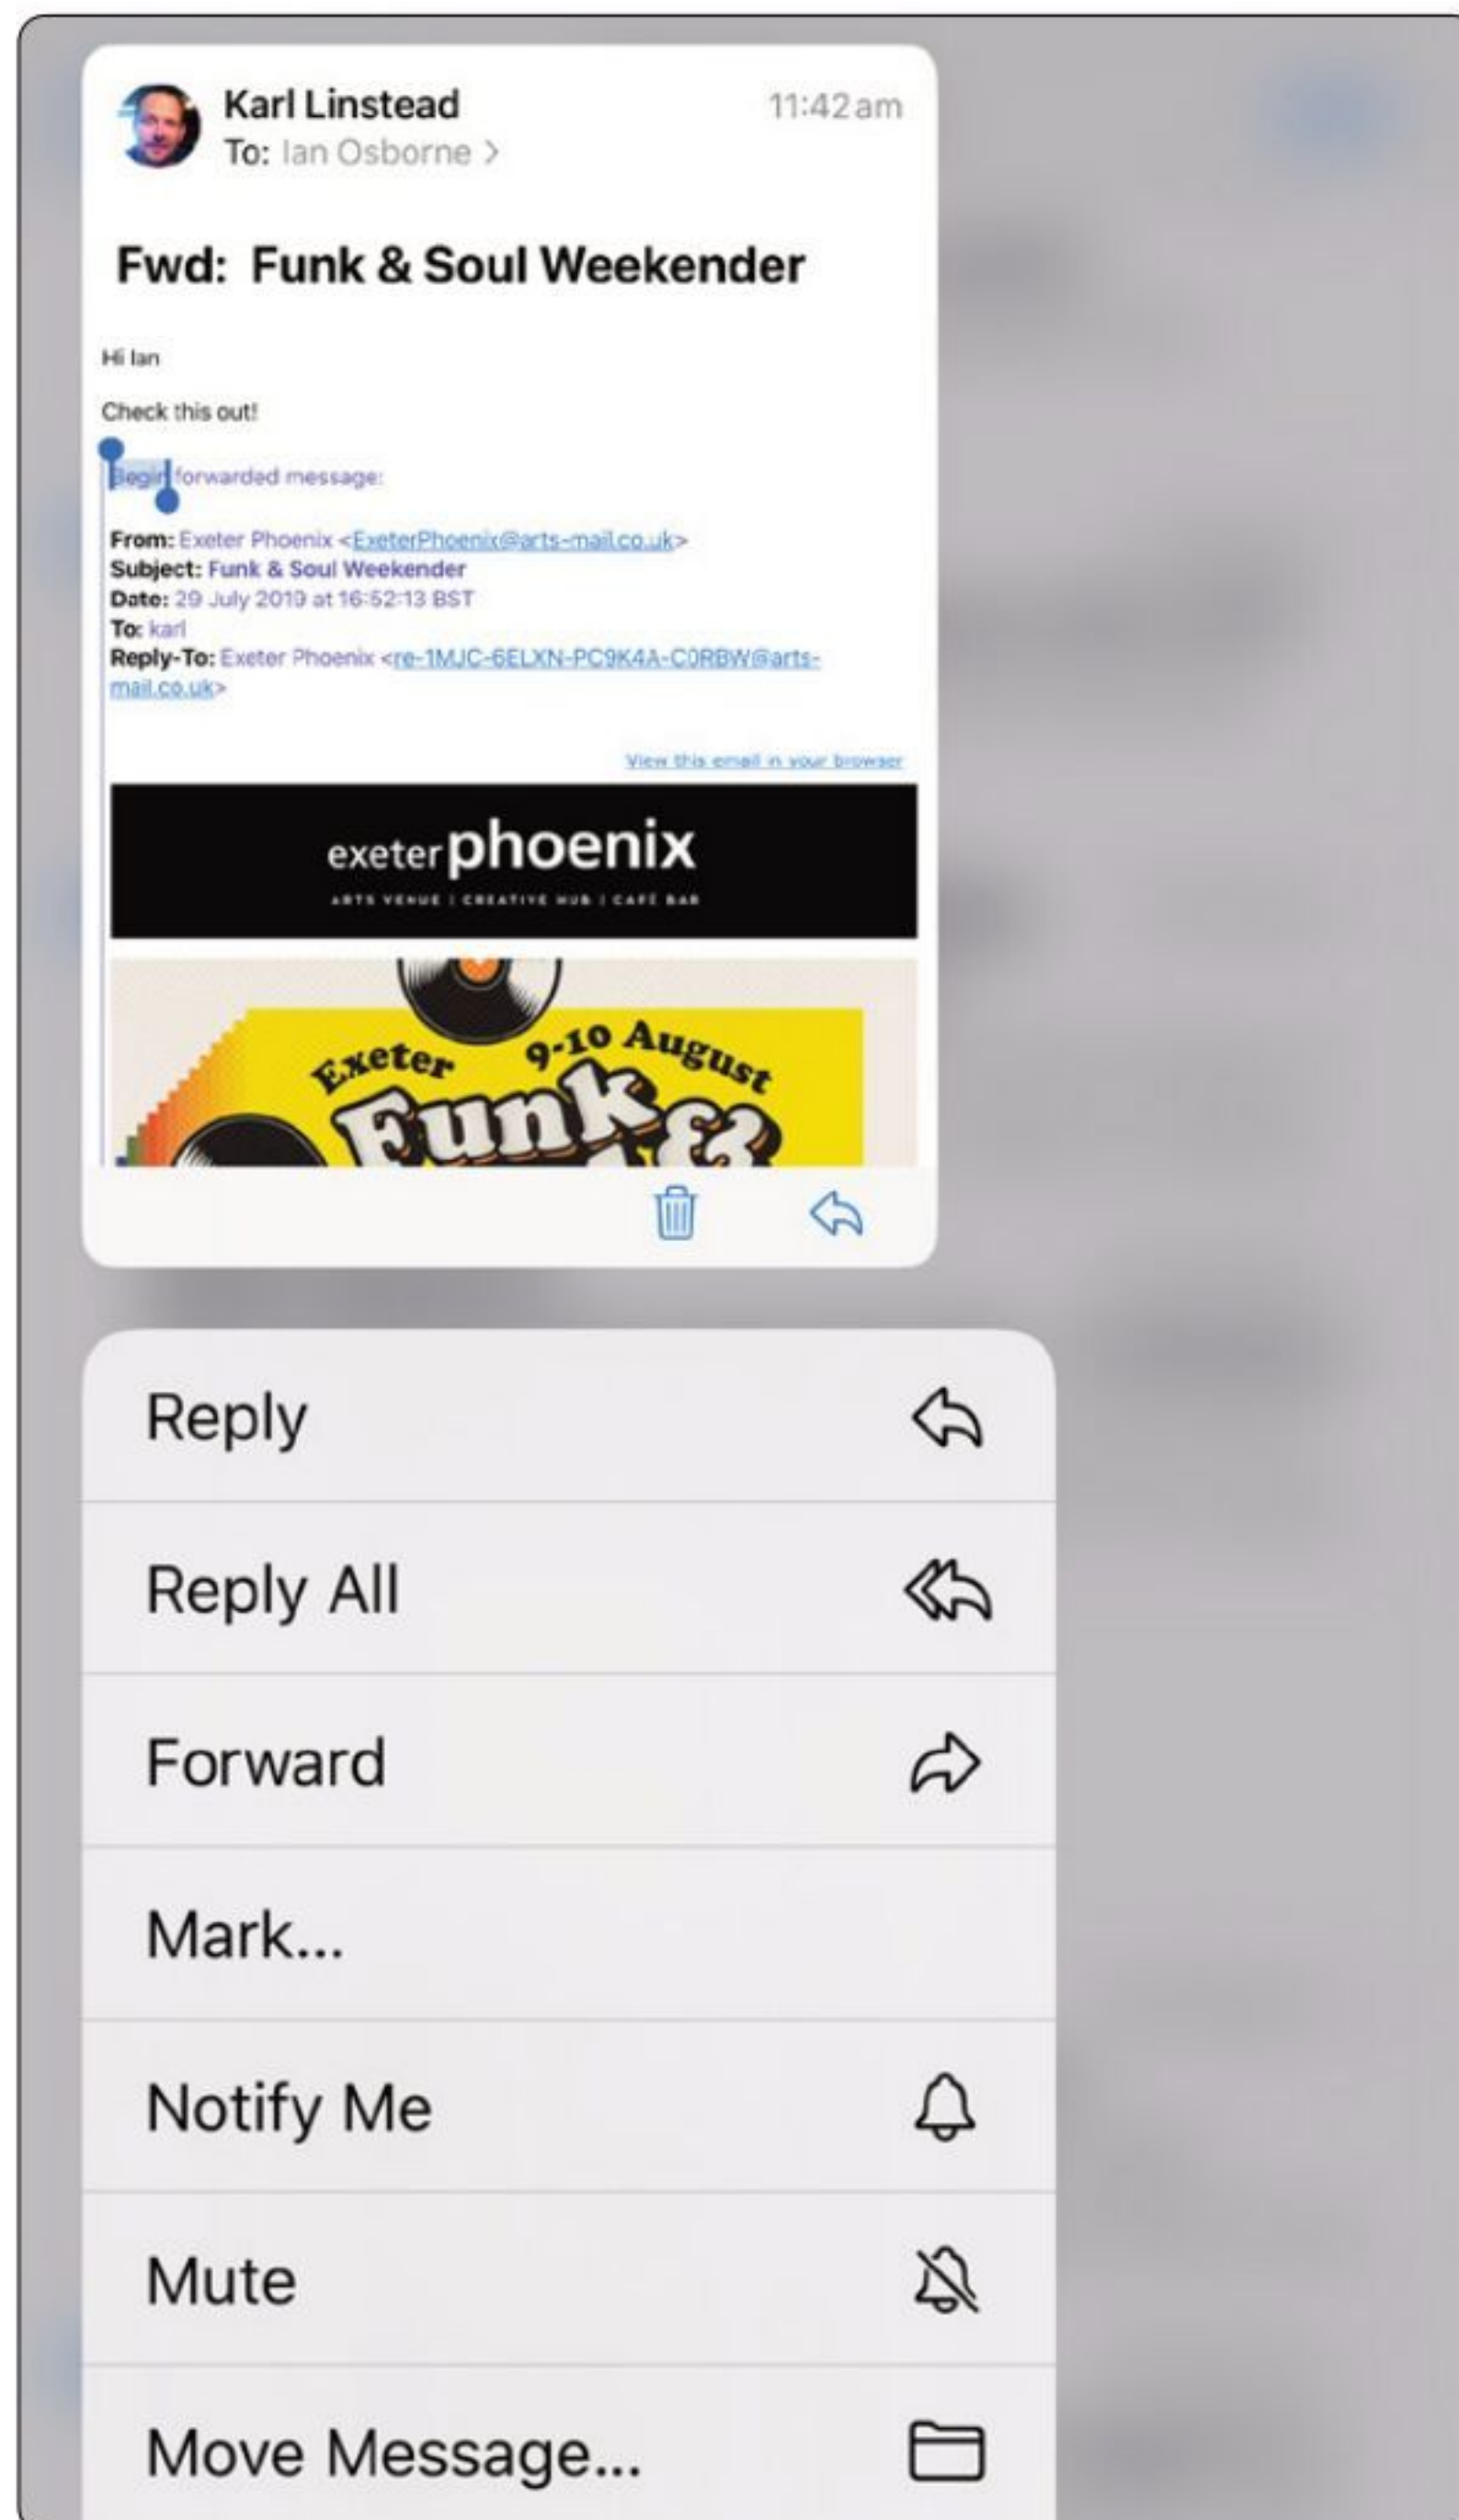 Karl Linstead
11:42am
To: Ian Osborne >
Fwd: Funk & Soul Weekender
Hi Ian
Check this out!
Begin forwarded message:
From: Exeter Phoenix <ExeterPhoenix@arts-mail.co.uk>
Subject: Funk & Soul Weekender
Date: 29 July 2019 at 16:52:13 BST
To: karl
Reply-To: Exeter Phoenix <re-1MJC-6ELXN-PC9K4A-C0RBW@arts-
mail.co.uk>
View this email in your browser
exeter phoenix
ARTS VENUE | CREATIVE HUB | CAFÉ BAR
Exeter 9-10 August
Funk &
Reply
Reply All
Forward
Mark...
Notify Me
Mute
Move Message...